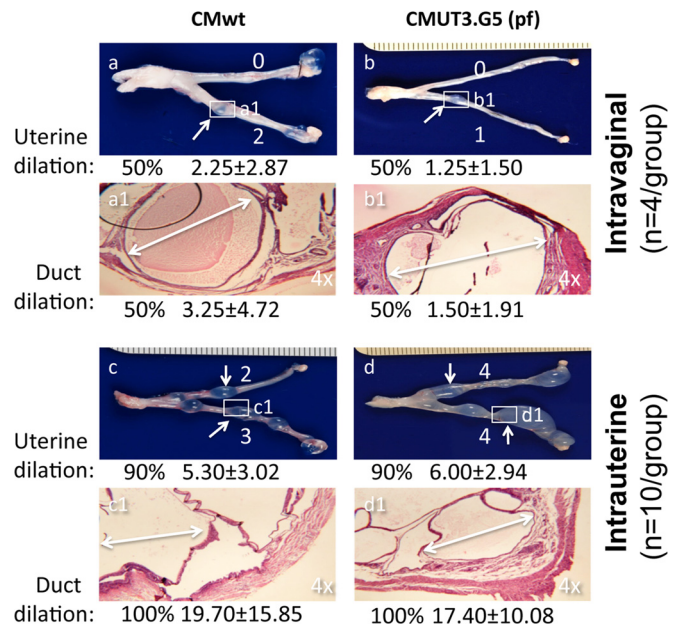 CMwt CMUT3.G5 (pf)
a 0 a1 2
b 0 b1 1
Uterine
dilation: 50% 2.25±2.87 50% 1.25±1.50
a1 4x
b1 4x
Duct
dilation: 50% 3.25±4.72 50% 1.50±1.91
Intravaginal
(n=4/group)
c 2 c1 3
d 4 d1 4
Uterine
dilation: 90% 5.30±3.02 90% 6.00±2.94
c1 4x
d1 4x
Duct
dilation: 100% 19.70±15.85 100% 17.40±10.08
Intrauterine
(n=10/group)